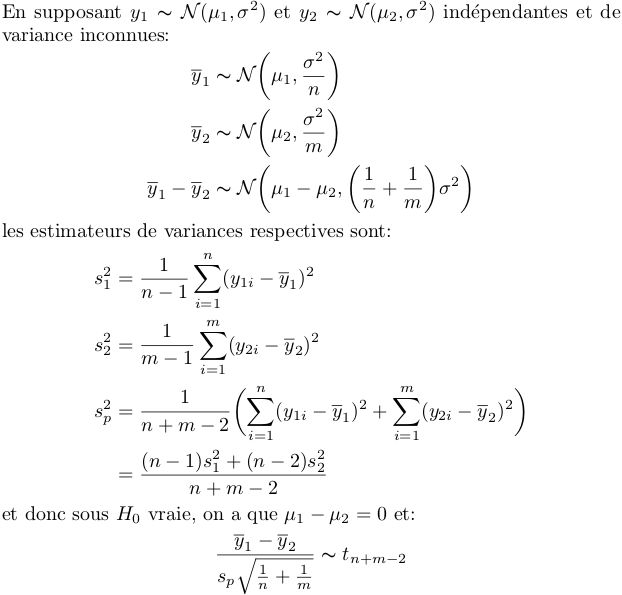 En supposant $y_1 \sim \mathcal{N}(\mu_1, \sigma^2)$ et $y_2 \sim \mathcal{N}(\mu_2, \sigma^2)$ indépendantes et de
variance inconnues:
$\overline{y}_1 \sim \mathcal{N}\left(\mu_1, \frac{\sigma^2}{n}\right)$
$\overline{y}_2 \sim \mathcal{N}\left(\mu_2, \frac{\sigma^2}{m}\right)$
$\overline{y}_1 - \overline{y}_2 \sim \mathcal{N}\left(\mu_1 - \mu_2, \left(\frac{1}{n} + \frac{1}{m}\right)\sigma^2\right)$
les estimateurs de variances respectives sont:
$s_1^2 = \frac{1}{n-1} \sum_{i=1}^{n} (y_{1i} - \overline{y}_1)^2$
$s_2^2 = \frac{1}{m-1} \sum_{i=1}^{m} (y_{2i} - \overline{y}_2)^2$
$s_p^2 = \frac{1}{n+m-2} \left(\sum_{i=1}^{n} (y_{1i} - \overline{y}_1)^2 + \sum_{i=1}^{m} (y_{2i} - \overline{y}_2)^2\right)$
$= \frac{(n-1)s_1^2 + (n-2)s_2^2}{n+m-2}$
et donc sous $H_0$ vraie, on a que $\mu_1 - \mu_2 = 0$ et:
$\frac{\overline{y}_1 - \overline{y}_2}{s_p\sqrt{\frac{1}{n} + \frac{1}{m}}} \sim t_{n+m-2}$